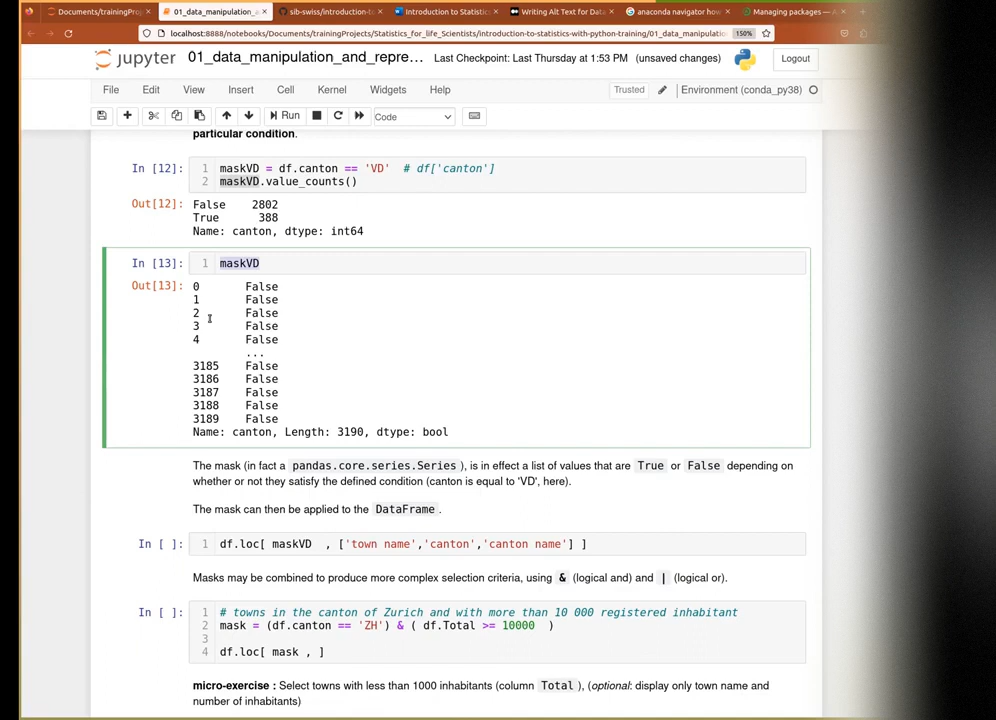 Documents/trainingProj
01_data_manipulation_a
sib-swiss/introduction-to
Introduction to Statistic
Writing Alt Text for Data
anaconda navigator how
Managing packages — A
localhost:8888/notebooks/Documents/trainingProjects/Statistics_for_life_Scientists/introduction-to-statistics-with-python-training/01_data_manipulation
150%
jupyter 01_data_manipulation_and_repre… Last Checkpoint: Last Thursday at 1:53 PM (unsaved changes) Logout
File Edit View Insert Cell Kernel Widgets Help Trusted Environment (conda_py38)
Run Code
particular condition.
In [12]: 1 maskVD = df.canton == 'VD' # df['canton']
2 maskVD.value_counts()
Out[12]: False 2802
True 388
Name: canton, dtype: int64
In [13]: 1 maskVD
Out[13]: 0 False
1 False
2 False
3 False
4 False
...
3185 False
3186 False
3187 False
3188 False
3189 False
Name: canton, Length: 3190, dtype: bool
The mask (in fact a pandas.core.series.Series), is in effect a list of values that are True or False depending on
whether or not they satisfy the defined condition (canton is equal to 'VD', here).
The mask can then be applied to the DataFrame.
In [ ]: 1 df.loc[ maskVD , ['town name','canton','canton name'] ]
Masks may be combined to produce more complex selection criteria, using & (logical and) and | (logical or).
In [ ]: 1 # towns in the canton of Zurich and with more than 10 000 registered inhabitant
2 mask = (df.canton == 'ZH') & ( df.Total >= 10000 )
3
4 df.loc[ mask , ]
micro-exercise : Select towns with less than 1000 inhabitants (column Total), (optional: display only town name and
number of inhabitants)